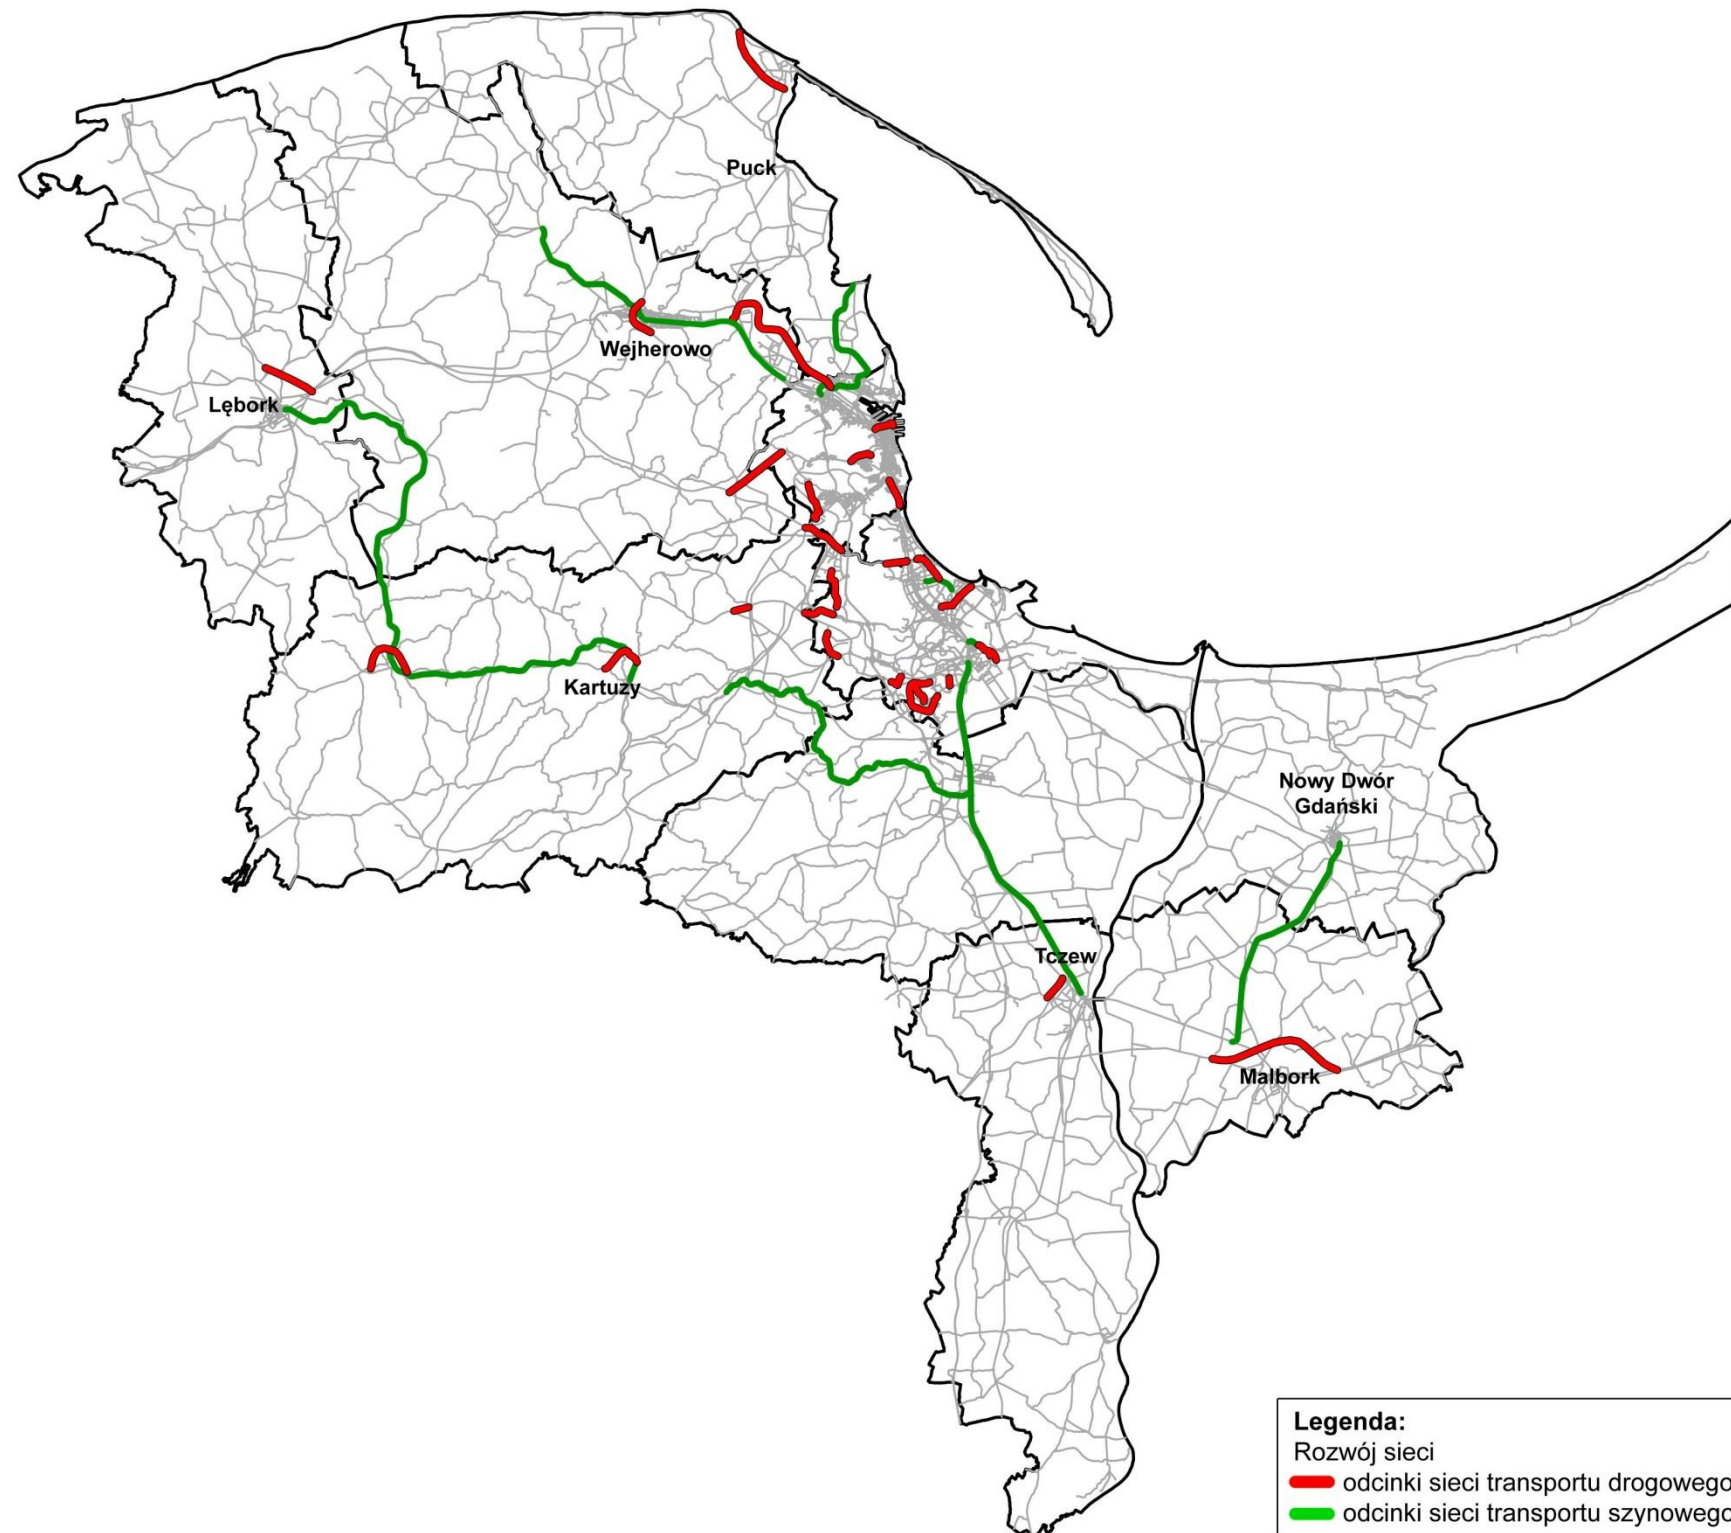 Puck
Wejherowo
Lębork
Kartuzy
Nowy Dwór
Gdański
Tczew
Malbork
Legenda:
Rozwój sieci
odcinki sieci transportu drogowego
odcinki sieci transportu szynowego